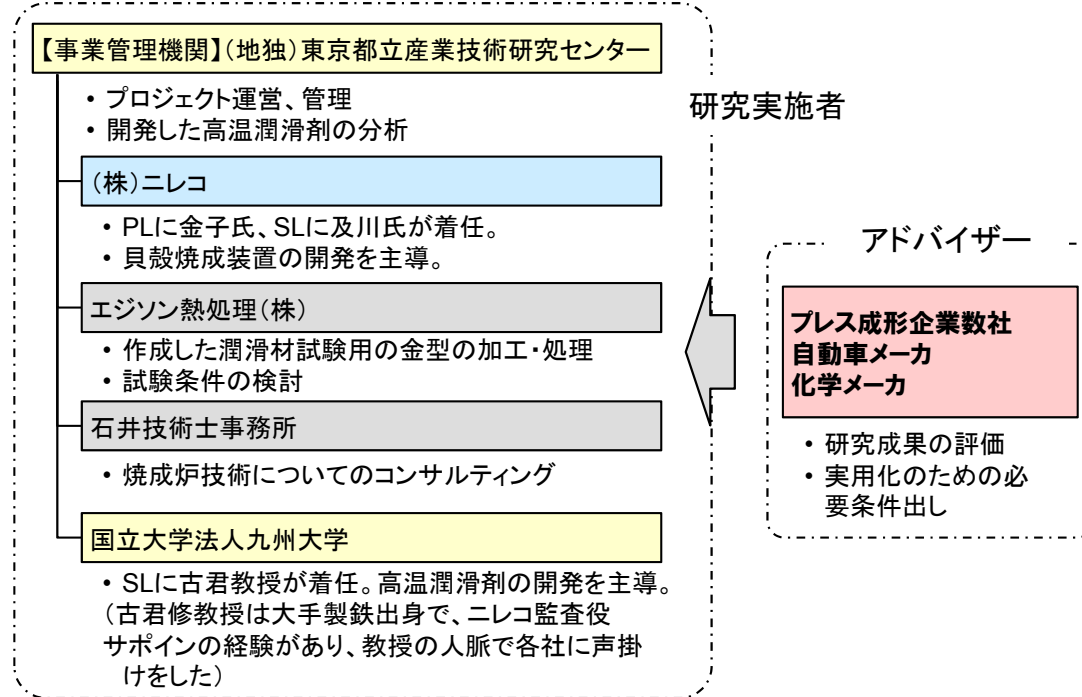 【事業管理機関】(地独)東京都立産業技術研究センター
・プロジェクト運営、管理
・開発した高温潤滑剤の分析
研究実施者
(株)ニレコ
・PLに金子氏、SLに及川氏が着任。
・貝殻焼成装置の開発を主導。
エジソン熱処理(株)
・作成した潤滑材試験用の金型の加工・処理
・試験条件の検討
石井技術士事務所
・焼成炉技術についてのコンサルティング
国立大学法人九州大学
・SLに古君教授が着任。高温潤滑剤の開発を主導。
(古君修教授は大手製鉄出身で、ニレコ監査役
サポインの経験があり、教授の人脈で各社に声掛
けをした)
アドバイザー
プレス成形企業数社
自動車メーカ
化学メーカ
・研究成果の評価
・実用化のための必
要条件出し